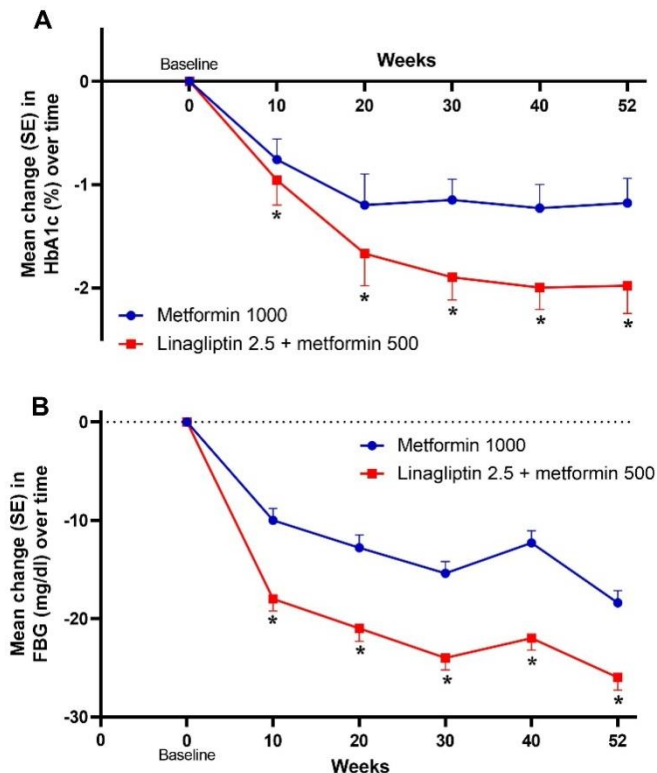 A
Mean change (SE) in
HbA1c (%) over time
Baseline
Weeks
0
0 10 20 30 40 52
-1
-2
*
*
*
*
*
Metformin 1000
Linagliptin 2.5 + metformin 500
B
Mean change (SE) in
FBG (mg/dl) over time
0
-10
-20
-30
Metformin 1000
Linagliptin 2.5 + metformin 500
*
*
*
*
*
0 0 10 20 30 40 52
Baseline
Weeks